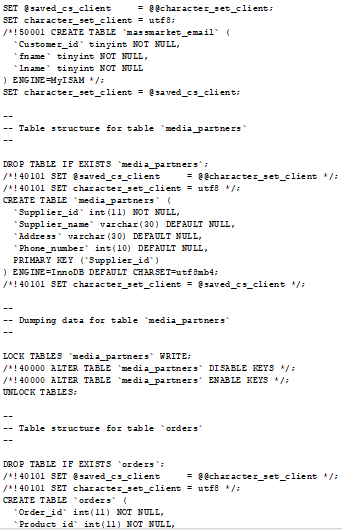 SET @saved_cs_client     = @@character_set_client;
SET character_set_client = utf8;
/*!50001 CREATE TABLE `massmarket_email` (
  `Customer_id` tinyint NOT NULL,
  `fname` tinyint NOT NULL,
  `lname` tinyint NOT NULL
) ENGINE=MyISAM */;
SET character_set_client = @saved_cs_client;
--
-- Table structure for table `media_partners`
--
DROP TABLE IF EXISTS `media_partners`;
/*!40101 SET @saved_cs_client     = @@character_set_client */;
/*!40101 SET character_set_client = utf8 */;
CREATE TABLE `media_partners` (
  `Supplier_id` int(11) NOT NULL,
  `Supplier_name` varchar(30) DEFAULT NULL,
  `Address` varchar(30) DEFAULT NULL,
  `Phone_number` int(10) DEFAULT NULL,
  PRIMARY KEY (`Supplier_id`)
) ENGINE=InnoDB DEFAULT CHARSET=utf8mb4;
/*!40101 SET character_set_client = @saved_cs_client */;
--
-- Dumping data for table `media_partners`
--
LOCK TABLES `media_partners` WRITE;
/*!40000 ALTER TABLE `media_partners` DISABLE KEYS */;
/*!40000 ALTER TABLE `media_partners` ENABLE KEYS */;
UNLOCK TABLES;
--
-- Table structure for table `orders`
--
DROP TABLE IF EXISTS `orders`;
/*!40101 SET @saved_cs_client     = @@character_set_client */;
/*!40101 SET character_set_client = utf8 */;
CREATE TABLE `orders` (
  `Order_id` int(11) NOT NULL,
  `Product_id` int(11) NOT NULL,